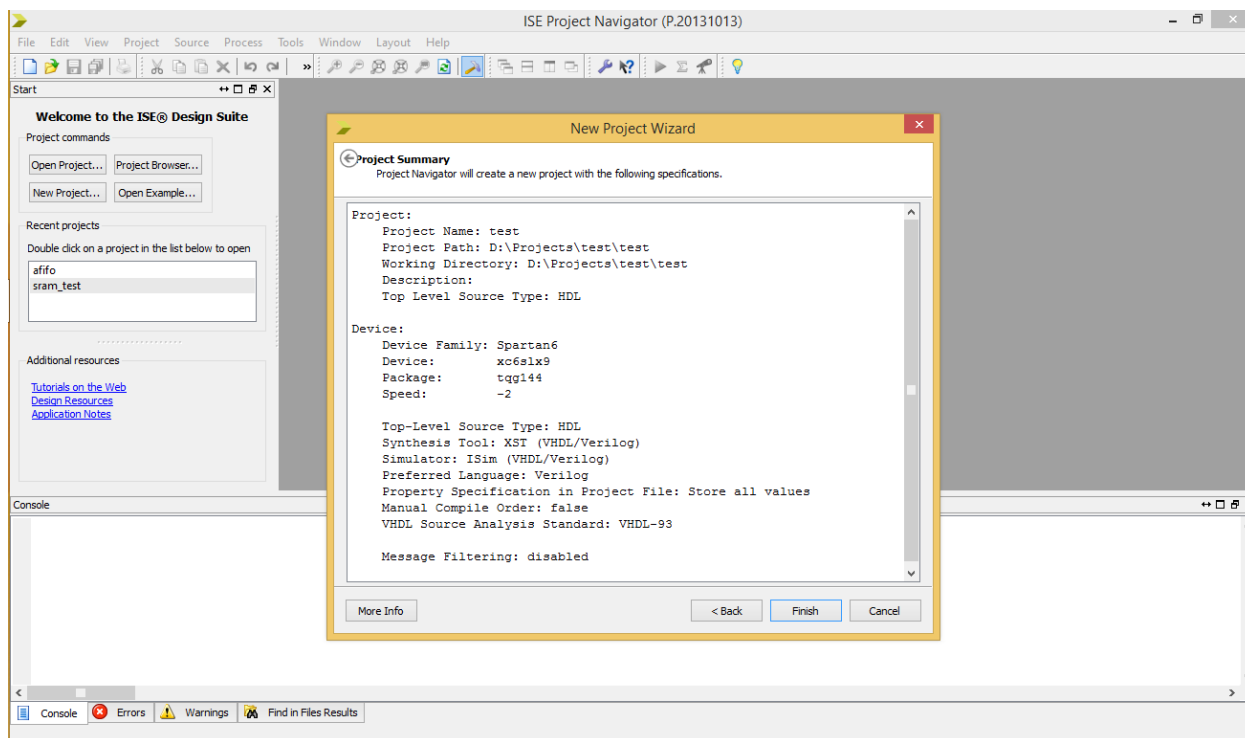 ISE Project Navigator (P.20131013)
File Edit View Project Source Process Tools Window Layout Help
Start
Welcome to the ISE® Design Suite
Project commands
Open Project... Project Browser...
New Project... Open Example...
Recent projects
Double click on a project in the list below to open
afifo
sram_test
Additional resources
Tutorials on the Web
Design Resources
Application Notes
New Project Wizard
Project Summary
Project Navigator will create a new project with the following specifications.
Project:
Project Name: test
Project Path: D:\Projects\test\test
Working Directory: D:\Projects\test\test
Description:
Top Level Source Type: HDL
Device:
Device Family: Spartan6
Device: xc6slx9
Package: tqg144
Speed: -2
Top-Level Source Type: HDL
Synthesis Tool: XST (VHDL/Verilog)
Simulator: ISim (VHDL/Verilog)
Preferred Language: Verilog
Property Specification in Project File: Store all values
Manual Compile Order: false
VHDL Source Analysis Standard: VHDL-93
Message Filtering: disabled
More Info < Back Finish Cancel
Console
Console Errors Warnings Find in Files Results